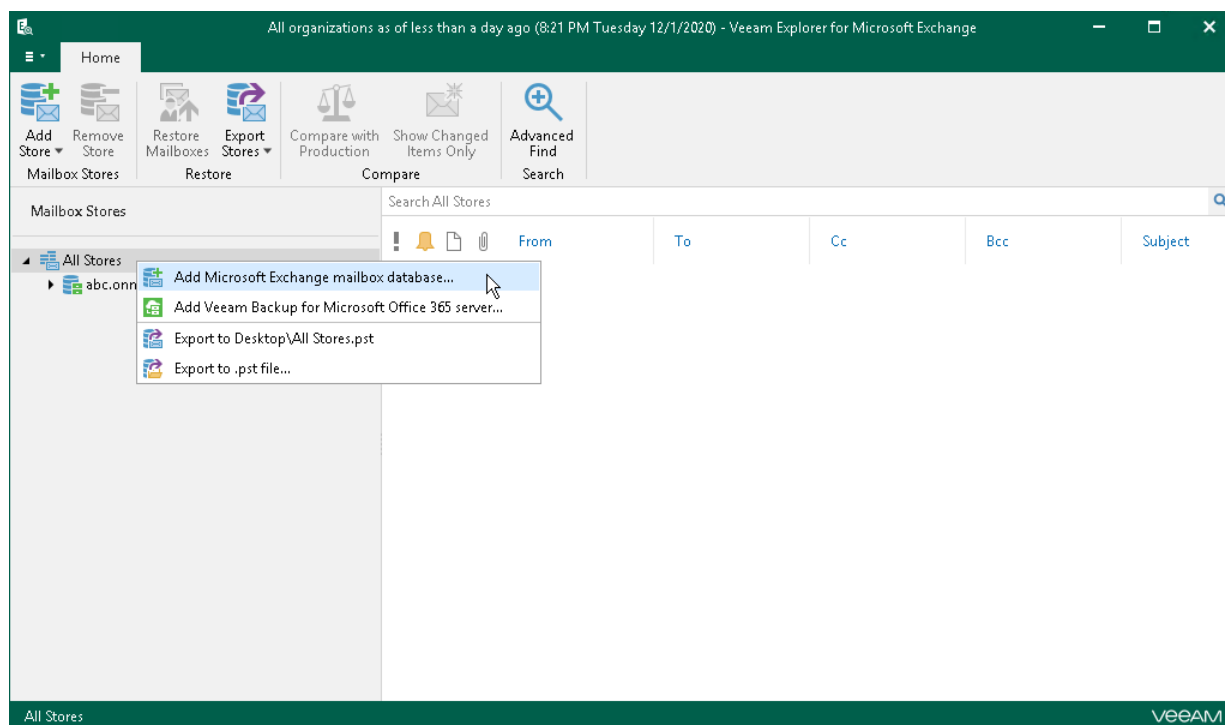 All organizations as of less than a day ago (8:21 PM Tuesday 12/1/2020) - Veeam Explorer for Microsoft Exchange
Home
Add Store
Remove Store
Restore Mailboxes
Export Stores
Compare with Production
Show Changed Items Only
Advanced Find
Mailbox Stores
Restore
Compare
Search
Mailbox Stores
Search All Stores
From To Cc Bcc Subject
All Stores
abc.onn
Add Microsoft Exchange mailbox database...
Add Veeam Backup for Microsoft Office 365 server...
Export to Desktop\All Stores.pst
Export to .pst file...
All Stores
VEEAM